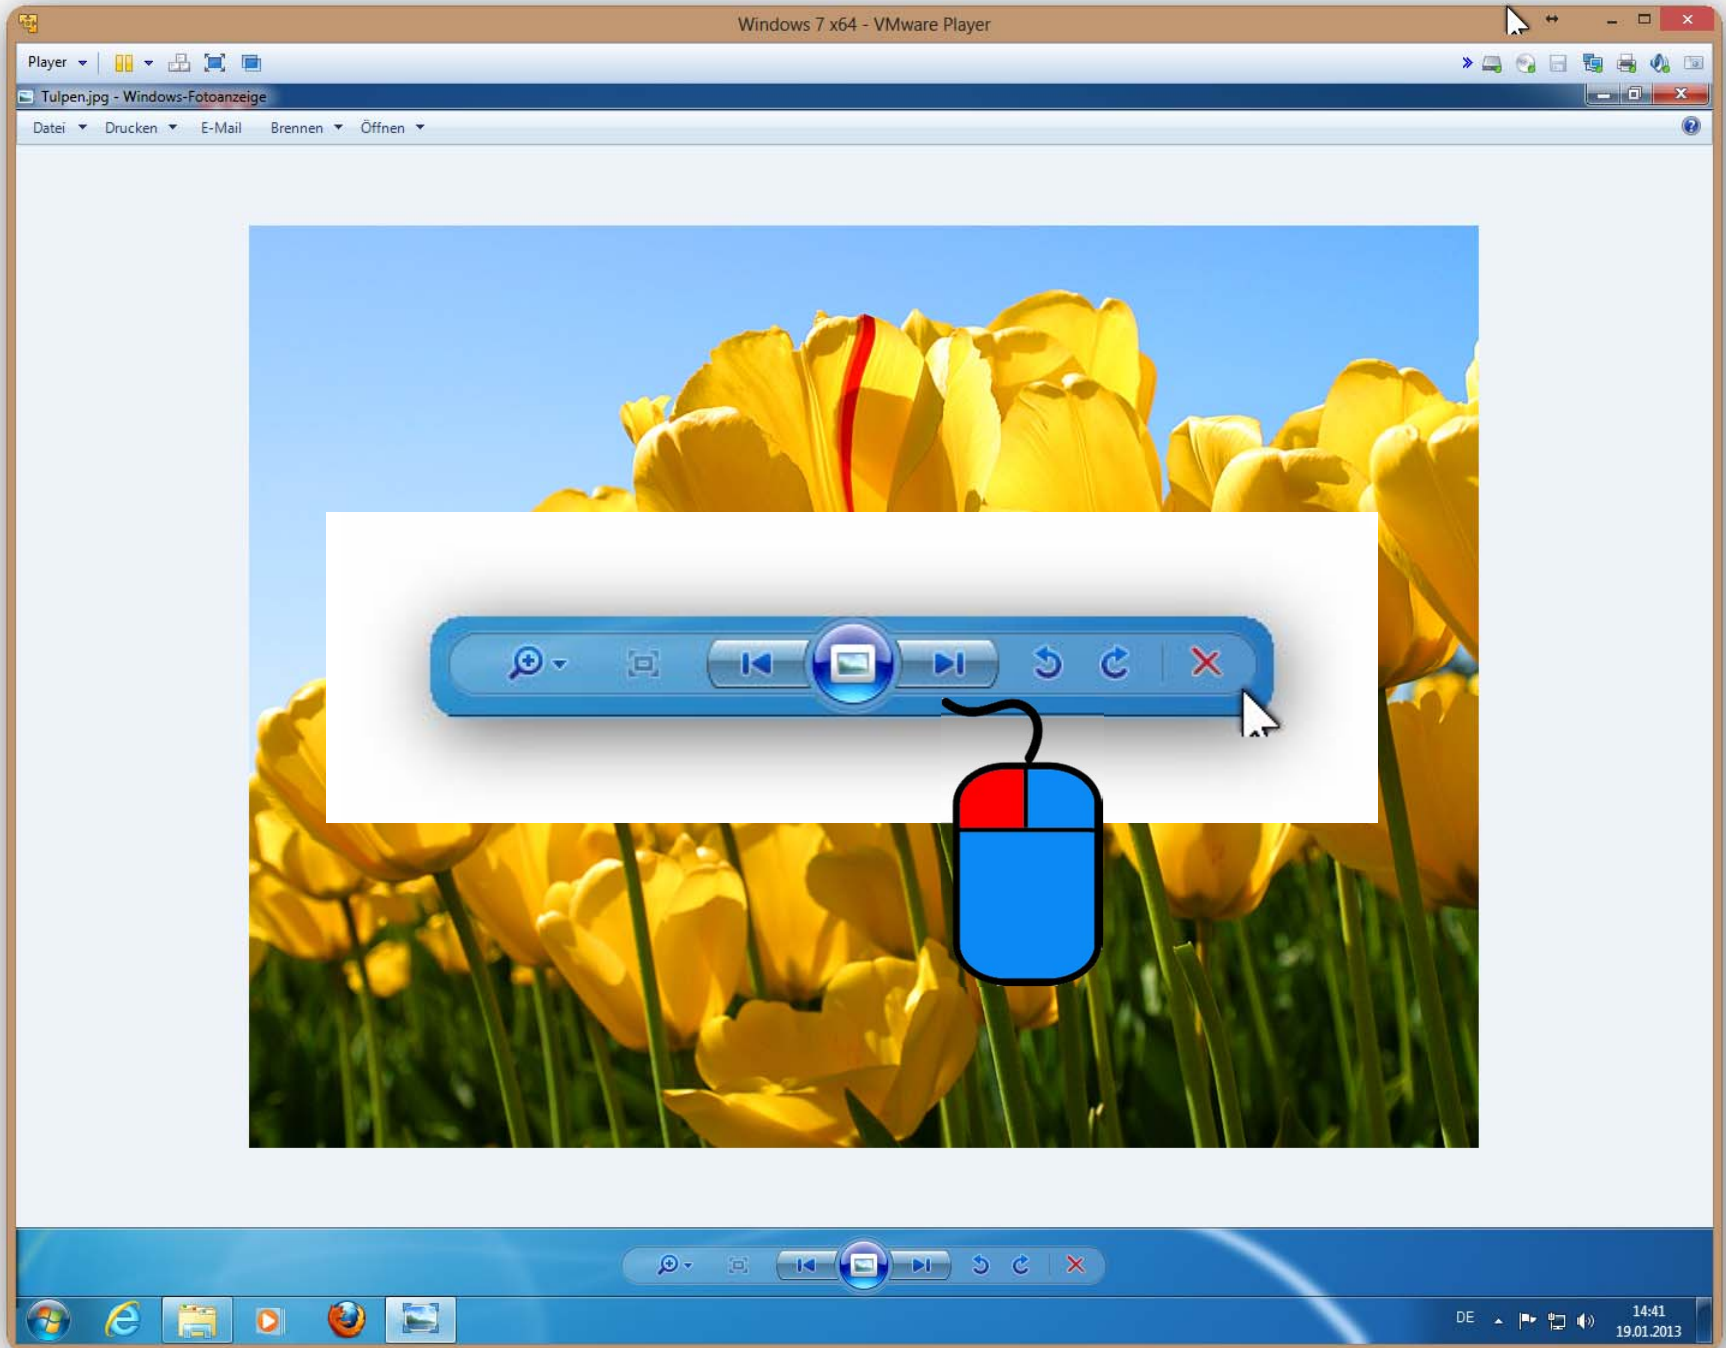 Windows 7 x64 - VMware Player
Player
Tulpen.jpg - Windows-Fotoanzeige
Datei Drucken E-Mail Brennen Öffnen
DE
14:41
19.01.2013